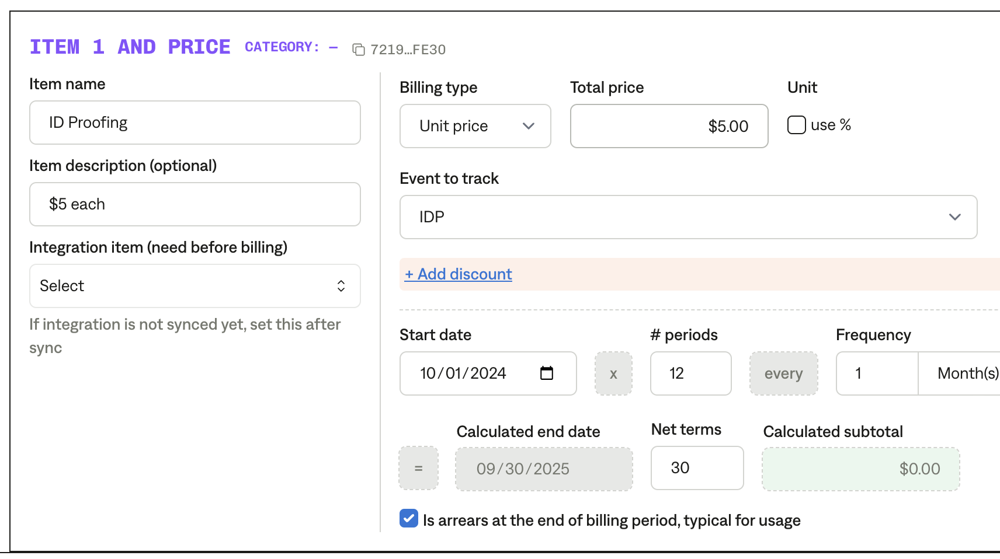 ITEM 1 AND PRICE CATEGORY: – 7219…FE30
Item name
ID Proofing
Item description (optional)
$5 each
Integration item (need before billing)
Select
If integration is not synced yet, set this after
sync
Billing type Total price Unit
Unit price $5.00 use %
Event to track
IDP
+ Add discount
Start date # periods Frequency
10/01/2024 x 12 every 1 Month(s)
Calculated end date Net terms Calculated subtotal
= 09/30/2025 30 $0.00
Is arrears at the end of billing period, typical for usage